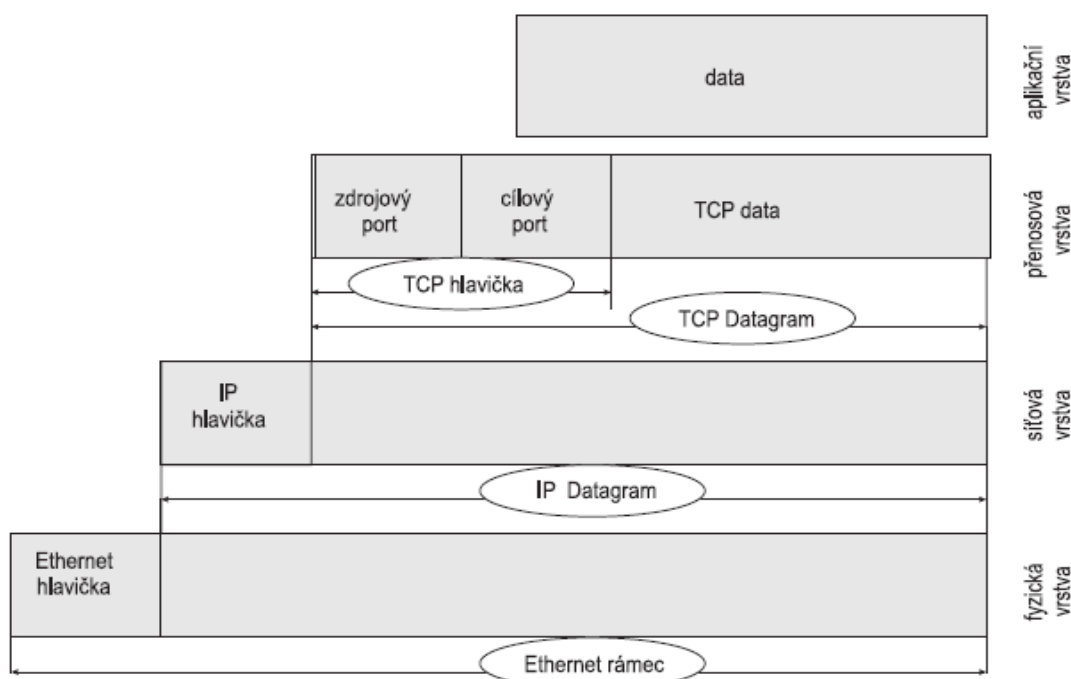 data
aplikační
vrstva
zdrojový
port
cílový
port
TCP data
přenosová
vrstva
TCP hlavička
TCP Datagram
IP
hlavička
síťová
vrstva
IP Datagram
Ethernet
hlavička
fyzická
vrstva
Ethernet rámec